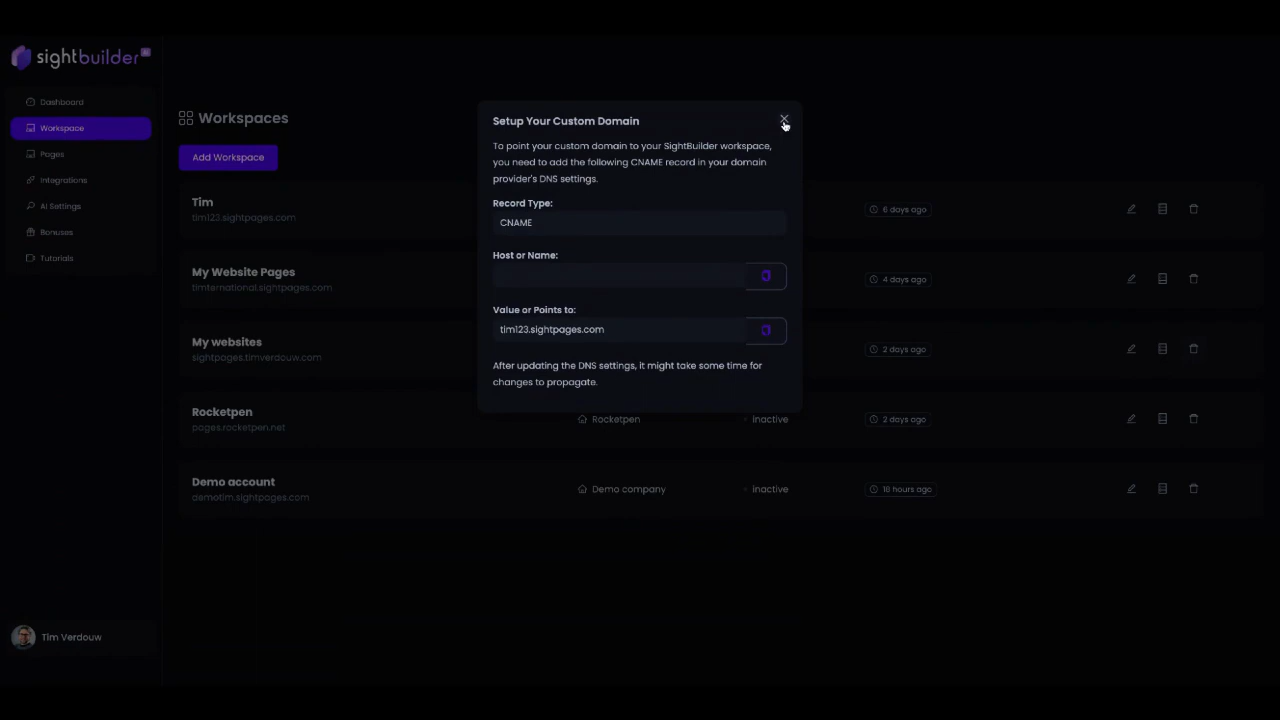 sightbuilder AI
Dashboard
Workspace
Pages
Integrations
AI Settings
Bonuses
Tutorials
Tim Verdouw
Workspaces
Add Workspace
Tim
tim123.sightpages.com
6 days ago
My Website Pages
timternational.sightpages.com
4 days ago
My websites
sightpages.timverdouw.com
2 days ago
Rocketpen
pages.rocketpen.net
Rocketpen
inactive
2 days ago
Demo account
demotim.sightpages.com
Demo company
inactive
18 hours ago
Setup Your Custom Domain
To point your custom domain to your SightBuilder workspace,
you need to add the following CNAME record in your domain
provider's DNS settings.
Record Type:
CNAME
Host or Name:
Value or Points to:
tim123.sightpages.com
After updating the DNS settings, it might take some time for
changes to propagate.